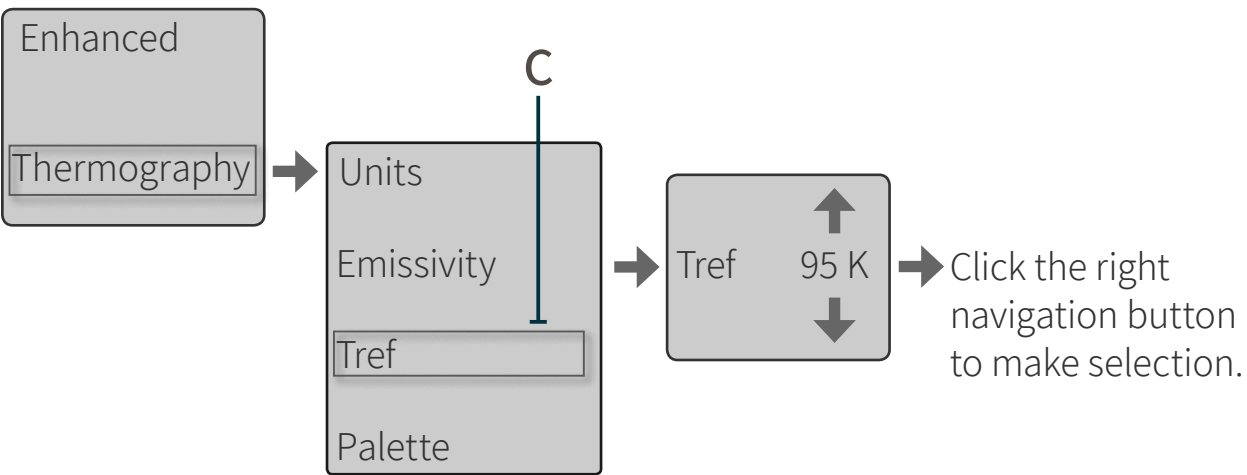 Enhanced
Thermography
C
Units
Emissivity
Tref
Palette
Tref 95 K
Click the right
navigation button
to make selection.